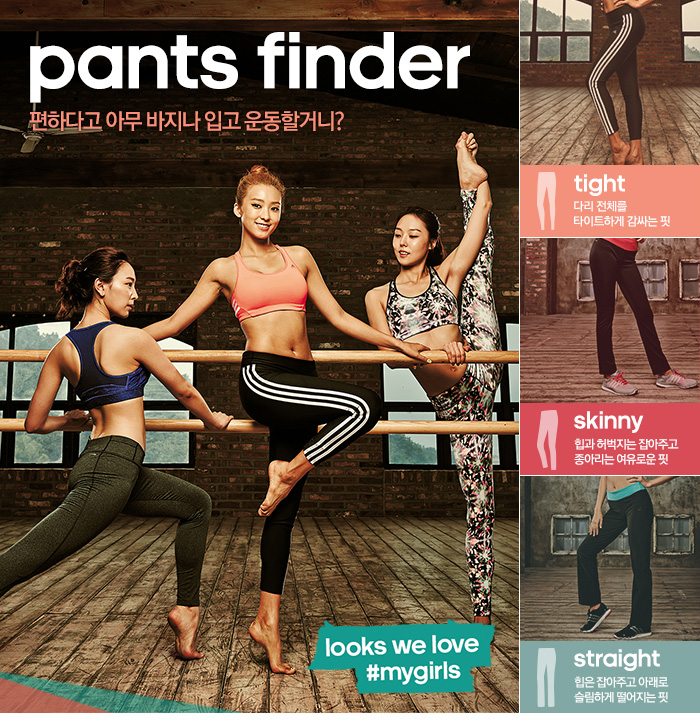 pants finder
편하다고 아무 바지나 입고 운동할거니?
looks we love
#mygirls
tight
다리 전체를
타이트하게 감싸는 핏
skinny
힙과 허벅지는 잡아주고
종아리는 여유로운 핏
straight
힙은 잡아주고 아래로
슬림하게 떨어지는 핏